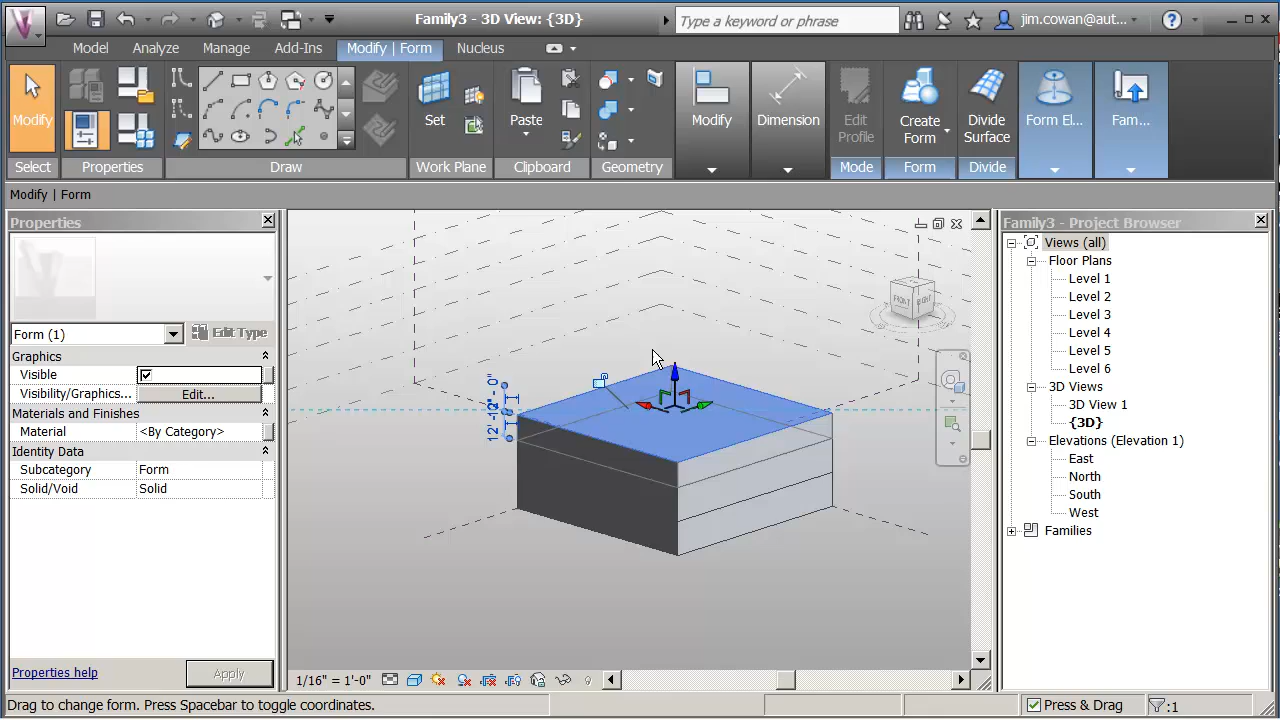 Family3 - 3D View: {3D}
Type a keyword or phrase
jim.cowan@aut...
Model
Analyze
Manage
Add-Ins
Modify | Form
Nucleus
Modify
Set
Paste
Modify
Dimension
Edit
Profile
Create
Form
Divide
Surface
Form El...
Fam...
Select
Properties
Draw
Work Plane
Clipboard
Geometry
Mode
Form
Divide
Modify | Form
Properties
Form (1)
Edit Type
Graphics
Visible
Visibility/Graphics...
Edit...
Materials and Finishes
Material
<By Category>
Identity Data
Subcategory
Form
Solid/Void
Solid
Properties help
Apply
FRONT
RIGHT
Family3 - Project Browser
Views (all)
Floor Plans
Level 1
Level 2
Level 3
Level 4
Level 5
Level 6
3D Views
3D View 1
{3D}
Elevations (Elevation 1)
East
North
South
West
Families
1/16" = 1'-0"
Drag to change form. Press Spacebar to toggle coordinates.
Press & Drag
:1